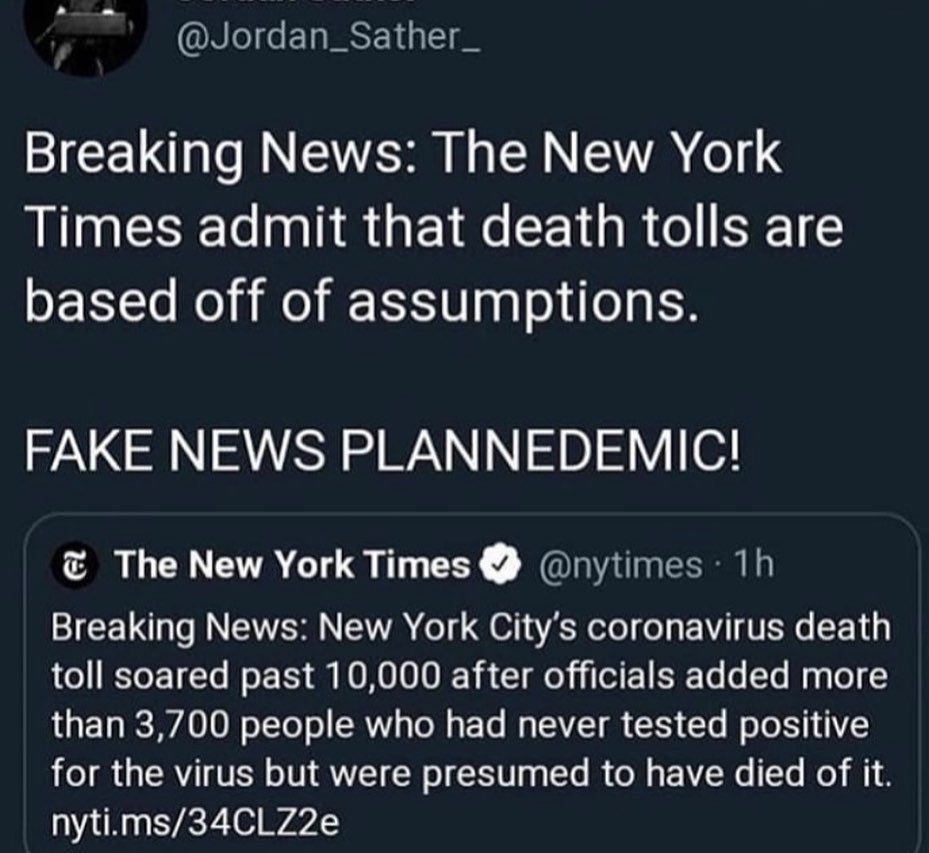 @Jordan_Sather_
Breaking News: The New York
Times admit that death tolls are
based off of assumptions.
FAKE NEWS PLANNEDEMIC!
The New York Times @nytimes · 1h
Breaking News: New York City's coronavirus death
toll soared past 10,000 after officials added more
than 3,700 people who had never tested positive
for the virus but were presumed to have died of it.
nyti.ms/34CLZ2e